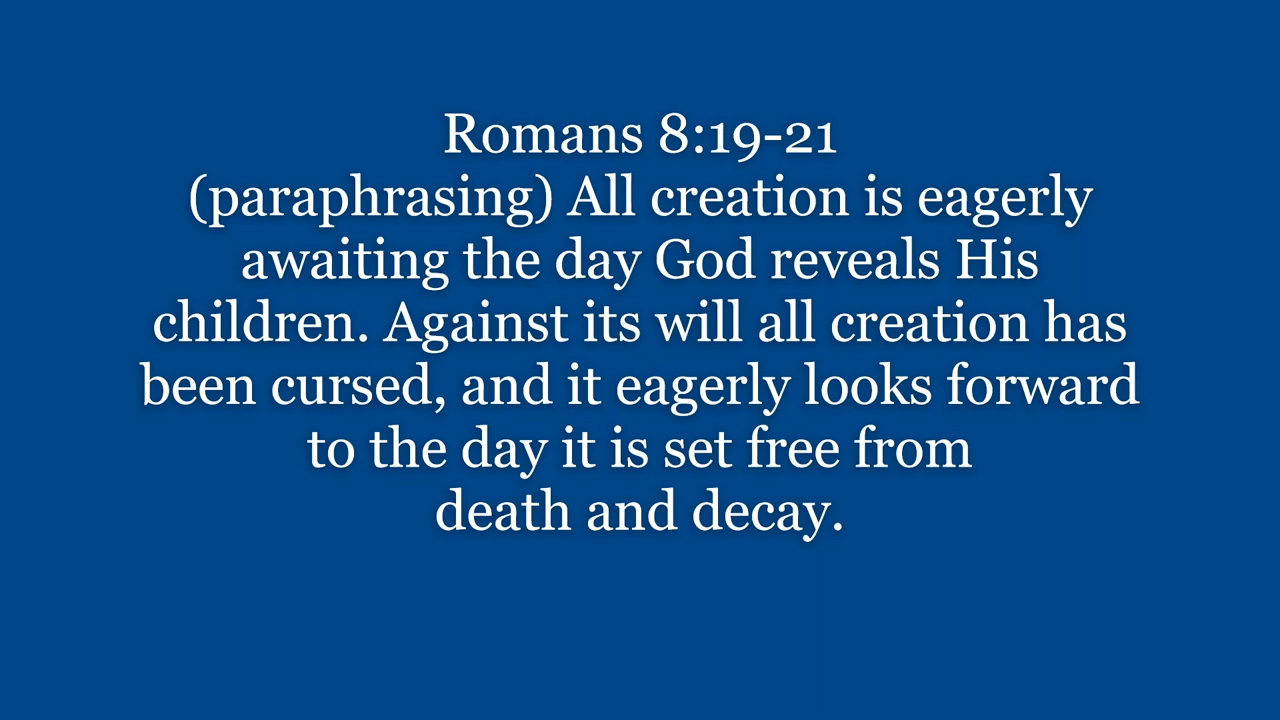 Romans 8:19-21
(paraphrasing) All creation is eagerly
awaiting the day God reveals His
children. Against its will all creation has
been cursed, and it eagerly looks forward
to the day it is set free from
death and decay.